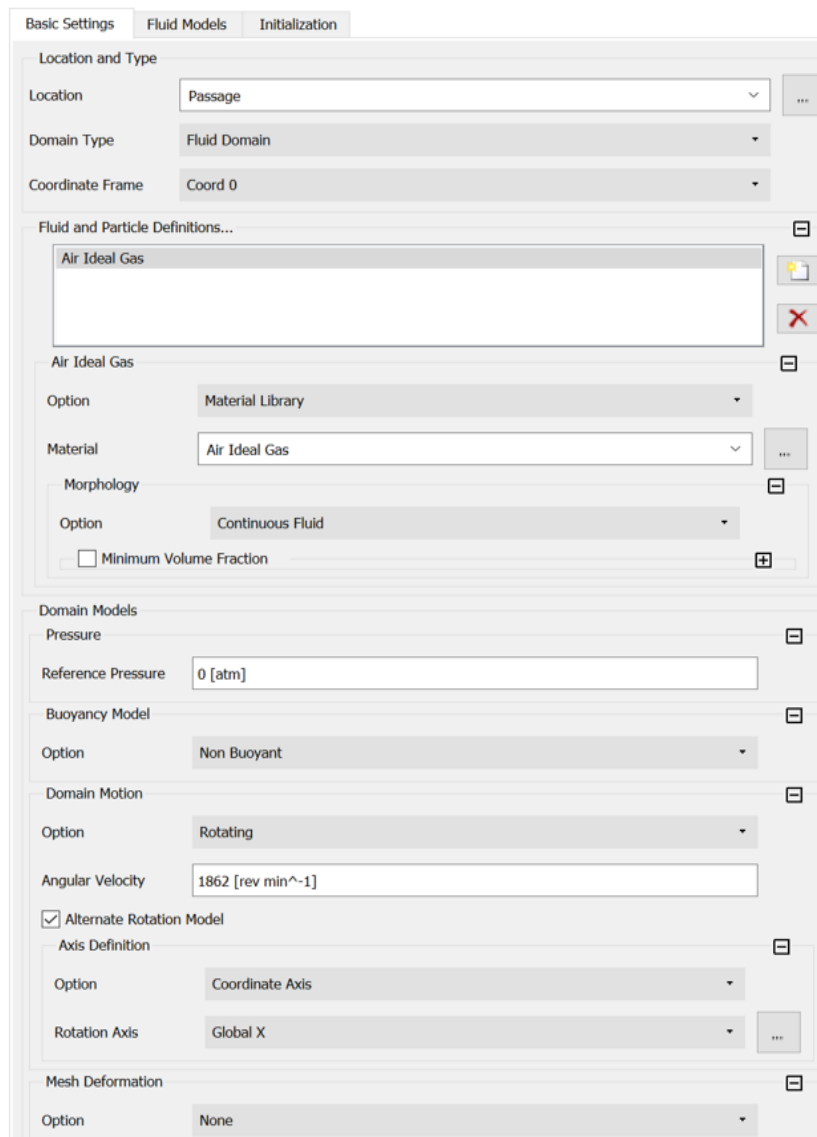 Basic Settings Fluid Models Initialization
Location and Type
Location Passage ...
Domain Type Fluid Domain
Coordinate Frame Coord 0
Fluid and Particle Definitions...
Air Ideal Gas
Air Ideal Gas
Option Material Library
Material Air Ideal Gas ...
Morphology
Option Continuous Fluid
Minimum Volume Fraction
Domain Models
Pressure
Reference Pressure 0 [atm]
Buoyancy Model
Option Non Buoyant
Domain Motion
Option Rotating
Angular Velocity 1862 [rev min^-1]
Alternate Rotation Model
Axis Definition
Option Coordinate Axis
Rotation Axis Global X ...
Mesh Deformation
Option None